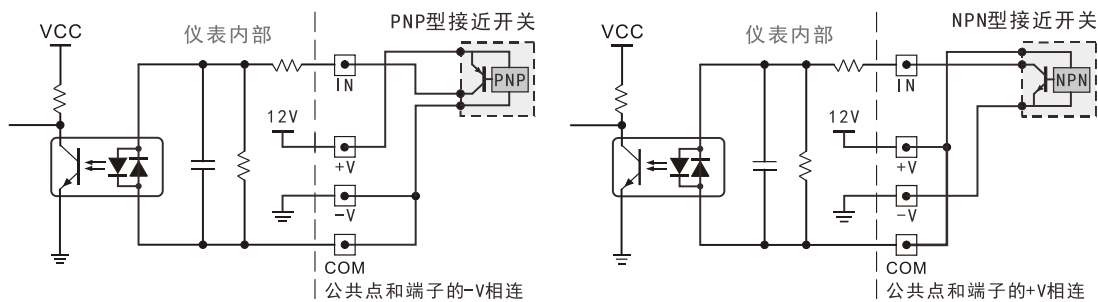 VCC
仪表内部
PNP型接近开关
IN
PNP
12V
+V
-V
COM
公共点和端子的-V相连
VCC
仪表内部
NPN型接近开关
IN
NPN
12V
+V
-V
COM
公共点和端子的+V相连